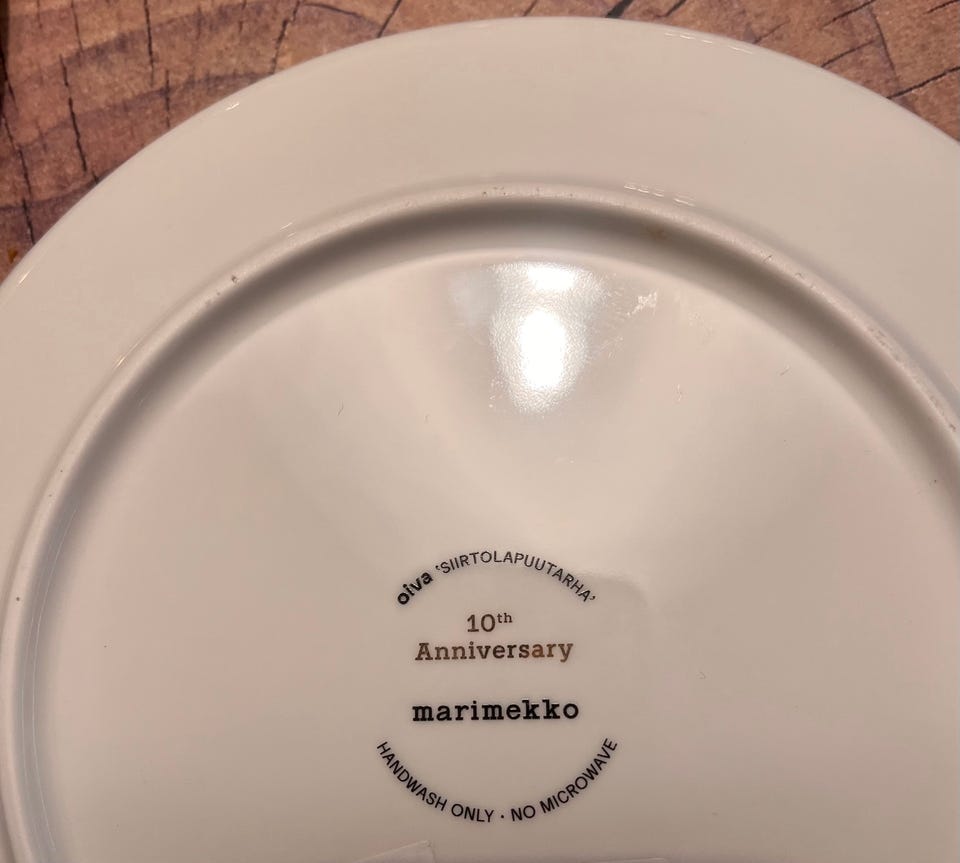 oiva 'SIIRTOLAPUUTARHA'
10th
Anniversary
marimekko
HANDWASH ONLY · NO MICROWAVE